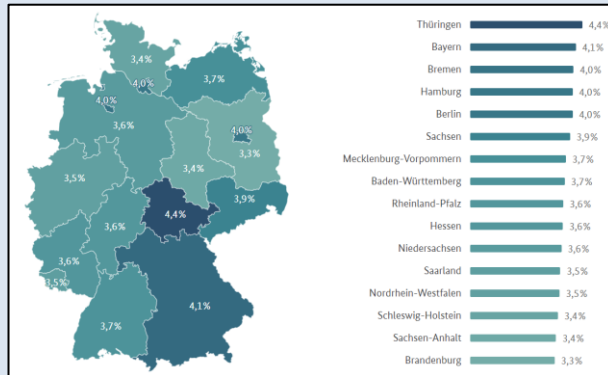 3,4%
3,7%
4,0%
4,0%
3,6%
4,0%
3,3%
3,4%
3,5%
3,9%
4,4%
3,6%
3,6%
3,5%
4,1%
3,7%
Thüringen 4,4%
Bayern 4,1%
Bremen 4,0%
Hamburg 4,0%
Berlin 4,0%
Sachsen 3,9%
Mecklenburg-Vorpommern 3,7%
Baden-Württemberg 3,7%
Rheinland-Pfalz 3,6%
Hessen 3,6%
Niedersachsen 3,6%
Saarland 3,5%
Nordrhein-Westfalen 3,5%
Schleswig-Holstein 3,4%
Sachsen-Anhalt 3,4%
Brandenburg 3,3%